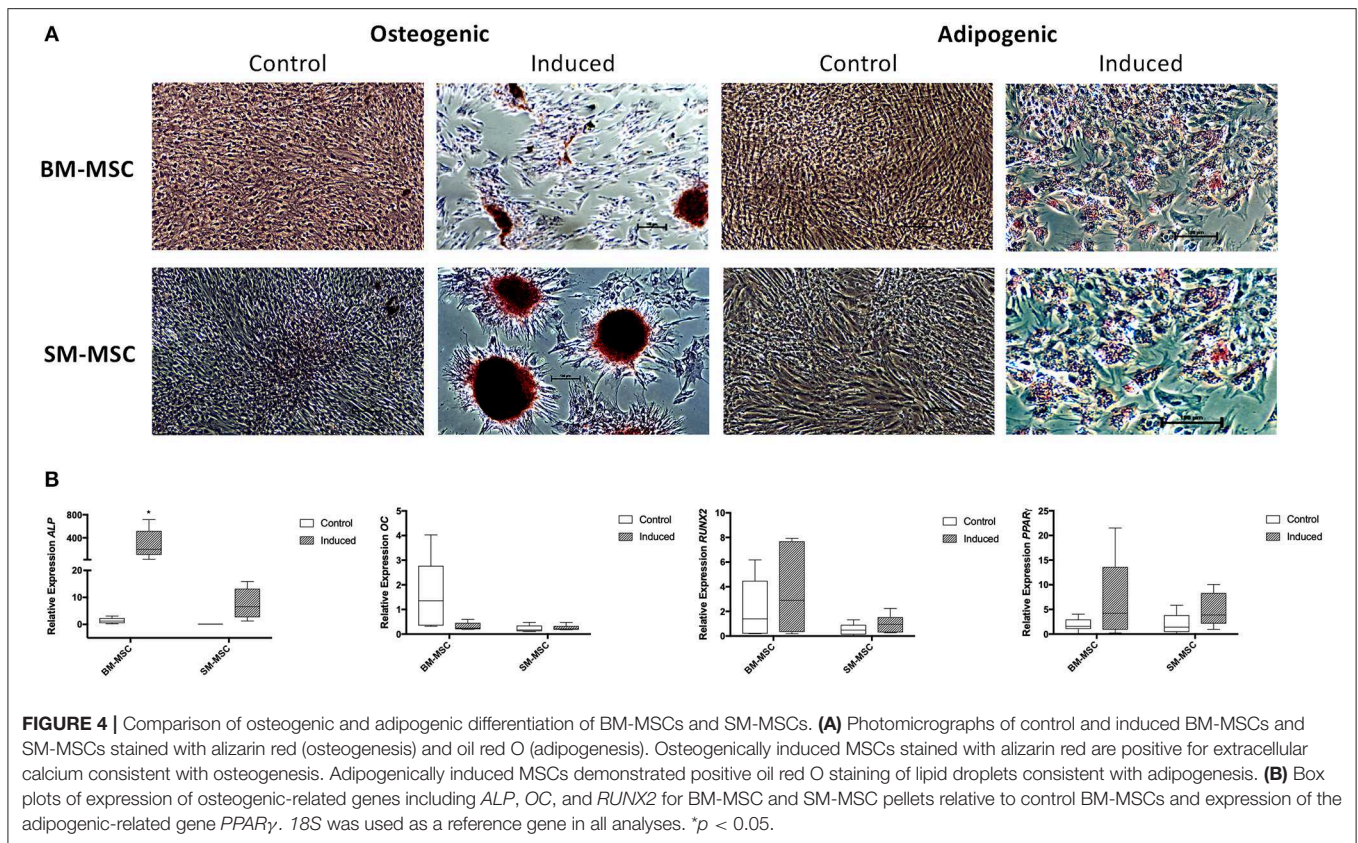 A
Osteogenic
Adipogenic
Control
Induced
Control
Induced
BM-MSC
SM-MSC
B
Relative Expression ALP
800
400
20
10
0
*
Control
Induced
BM-MSC
SM-MSC
Relative Expression OC
5
4
3
2
1
0
Control
Induced
BM-MSC
SM-MSC
Relative Expression RUNX2
10
8
6
4
2
0
Control
Induced
BM-MSC
SM-MSC
Relative Expression PPARγ
25
20
15
10
5
0
Control
Induced
BM-MSC
SM-MSC
FIGURE 4 | Comparison of osteogenic and adipogenic differentiation of BM-MSCs and SM-MSCs. (A) Photomicrographs of control and induced BM-MSCs and
SM-MSCs stained with alizarin red (osteogenesis) and oil red O (adipogenesis). Osteogenically induced MSCs stained with alizarin red are positive for extracellular
calcium consistent with osteogenesis. Adipogenically induced MSCs demonstrated positive oil red O staining of lipid droplets consistent with adipogenesis. (B) Box
plots of expression of osteogenic-related genes including ALP, OC, and RUNX2 for BM-MSC and SM-MSC pellets relative to control BM-MSCs and expression of the
adipogenic-related gene PPARγ. 18S was used as a reference gene in all analyses. *p < 0.05.